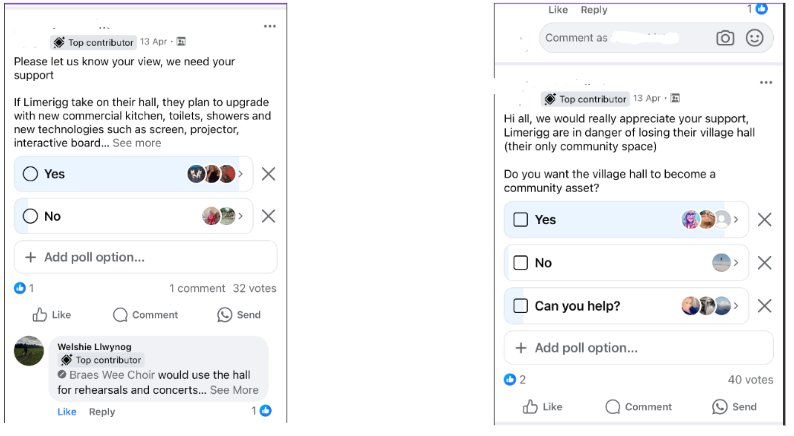 Top contributor 13 Apr ·
Please let us know your view, we need your
support
If Limerigg take on their hall, they plan to upgrade
with new commercial kitchen, toilets, showers and
new technologies such as screen, projector,
interactive board... See more
Yes
No
+ Add poll option...
1 1 comment 32 votes
Like Comment Send
Welshie Llwynog
Top contributor
Braes Wee Choir would use the hall
for rehearsals and concerts... See More
Like Reply 1
Like Reply 1
Comment as
Top contributor 13 Apr ·
Hi all, we would really appreciate your support,
Limerigg are in danger of losing their village hall
(their only community space)
Do you want the village hall to become a
community asset?
Yes
No
Can you help?
+ Add poll option...
2 40 votes
Like Comment Send